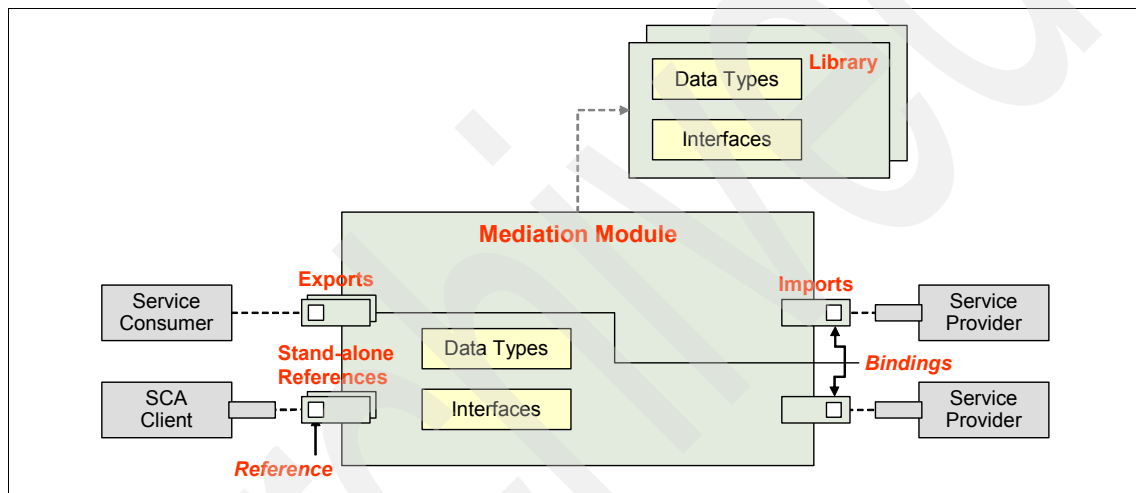 Library
Data Types
Interfaces
Mediation Module
Exports
Imports
Service
Consumer
Service
Provider
Data Types
Stand-alone
References
Bindings
SCA
Client
Interfaces
Service
Provider
Reference